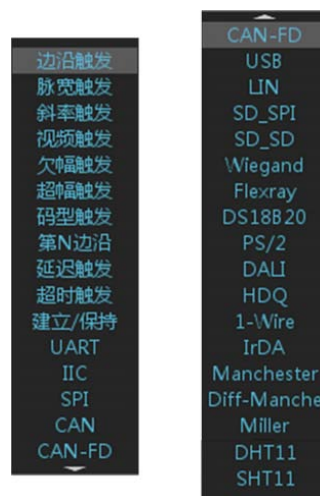 边沿触发
脉宽触发
斜率触发
视频触发
欠幅触发
超幅触发
码型触发
第N边沿
延迟触发
超时触发
建立/保持
UART
IIC
SPI
CAN
CAN-FD
CAN-FD
USB
LIN
SD_SPI
SD_SD
Wiegand
Flexray
DS18B20
PS/2
DALI
HDQ
1-Wire
IrDA
Manchester
Diff-Manche
Miller
DHT11
SHT11